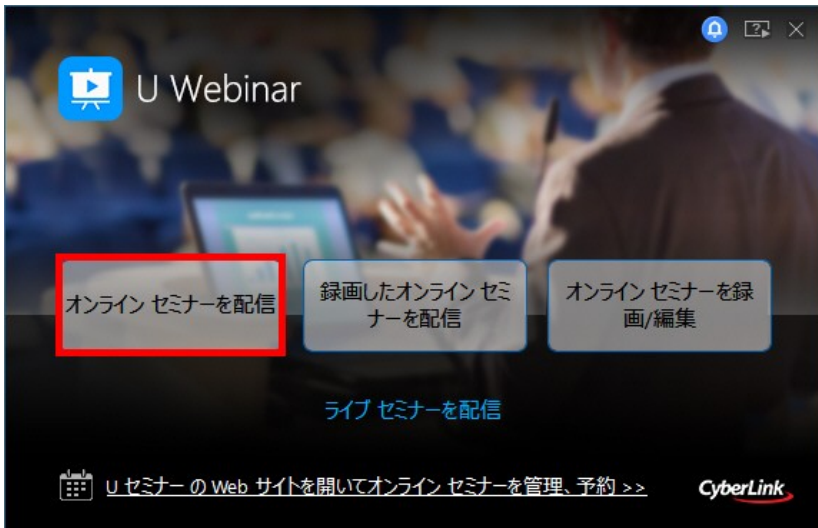 U Webinar
オンライン セミナーを配信
録画したオンライン セミ
ナーを配信
オンライン セミナーを録
画/編集
ライブ セミナーを配信
U セミナー の Web サイトを開いてオンライン セミナーを管理、予約 >>
CyberLink